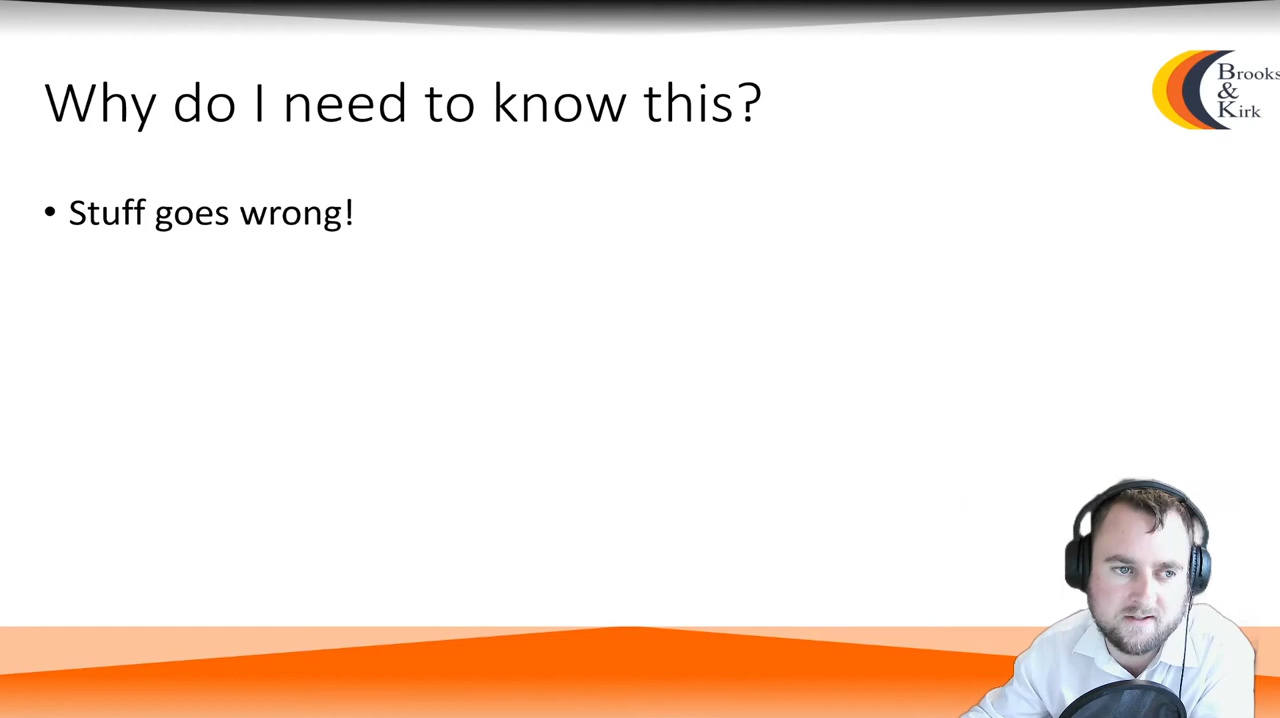 Why do I need to know this?
Brooks
&
Kirk
• Stuff goes wrong!